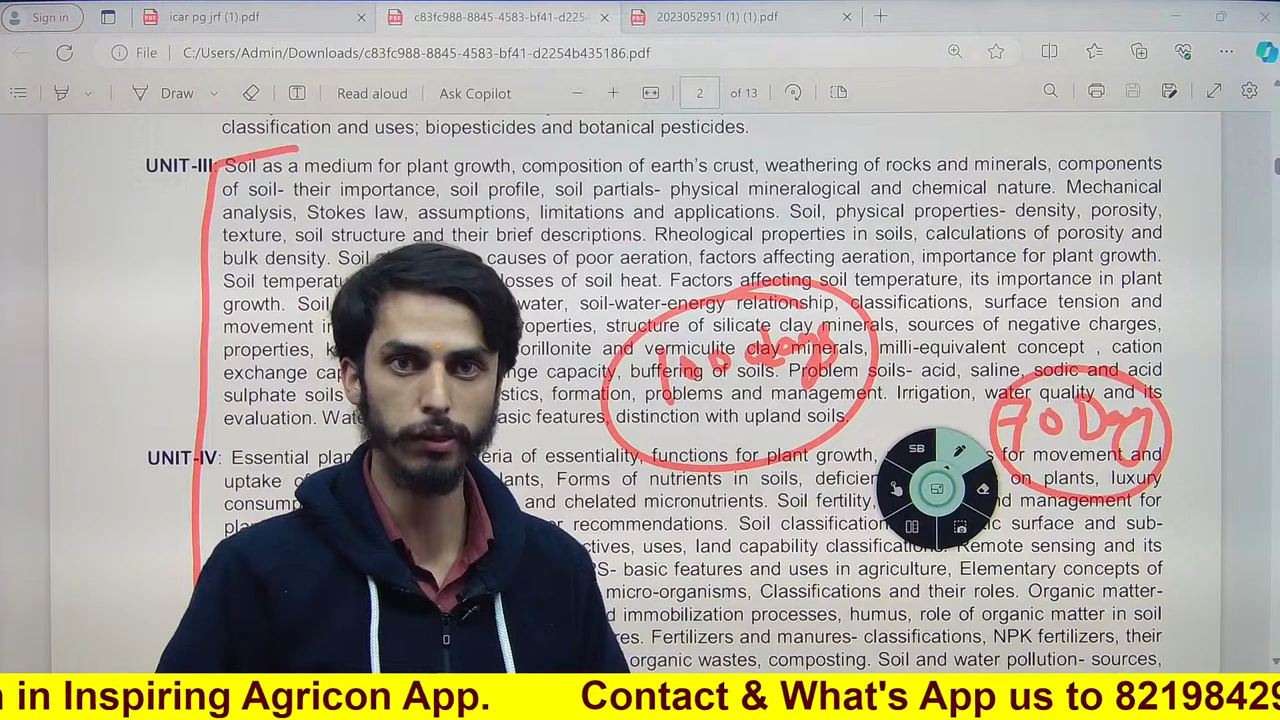 Sign in
icar pg jrf (1).pdf
c83fc988-8845-4583-bf41-d225
2023052951 (1) (1).pdf
File
C:/Users/Admin/Downloads/c83fc988-8845-4583-bf41-d2254b435186.pdf
Draw
Read aloud
Ask Copilot
2
of 13
classification and uses; biopesticides and botanical pesticides.
UNIT-III: Soil as a medium for plant growth, composition of earth's crust, weathering of rocks and minerals, components
of soil- their importance, soil profile, soil partials- physical mineralogical and chemical nature. Mechanical
analysis, Stokes law, assumptions, limitations and applications. Soil, physical properties- density, porosity,
texture, soil structure and their brief descriptions. Rheological properties in soils, calculations of porosity and
bulk density. Soil causes of poor aeration, factors affecting aeration, importance for plant growth.
Soil losses of soil heat. Factors affecting soil temperature, its importance in plant
growth. Soil water, soil-water-energy relationship, classifications, surface tension and
movement structure of silicate clay minerals, sources of negative charges,
properties, and vermiculite clay minerals, milli-equivalent concept , cation
exchange capacity, buffering of soils. Problem soils- acid, saline, sodic and acid
sulphate soils formation, problems and management. Irrigation, water quality and its
evaluation. basic features, distinction with upland soils.
days
70 Day
UNIT-IV: Essential of essentiality, functions for plant growth, for movement and
uptake Forms of nutrients in soils, on plants, luxury
and chelated micronutrients. Soil fertility, management for
recommendations. Soil classification surface and sub-
uses, land capability classification. Remote sensing and its
basic features and uses in agriculture, Elementary concepts of
micro-organisms, Classifications and their roles. Organic matter-
immobilization processes, humus, role of organic matter in soil
Fertilizers and manures- classifications, NPK fertilizers, their
organic wastes, composting. Soil and water pollution- sources,
SB
in Inspiring Agricon App. Contact & What's App us to 8219842